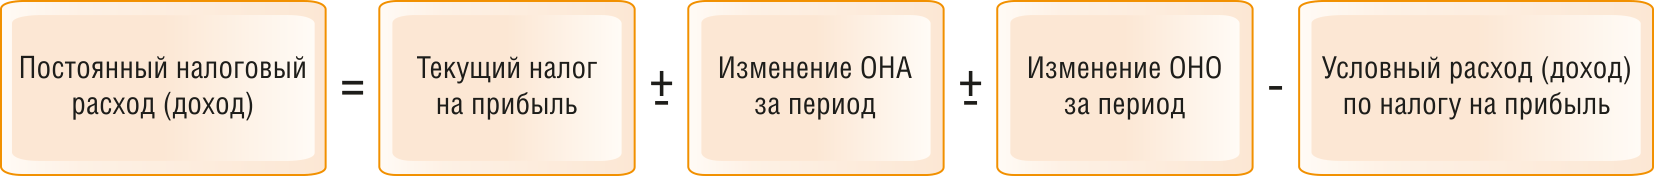 Постоянный налоговый
расход (доход)
=
Текущий налог
на прибыль
±
Изменение ОНА
за период
±
Изменение ОНО
за период
-
Условный расход (доход)
по налогу на прибыль